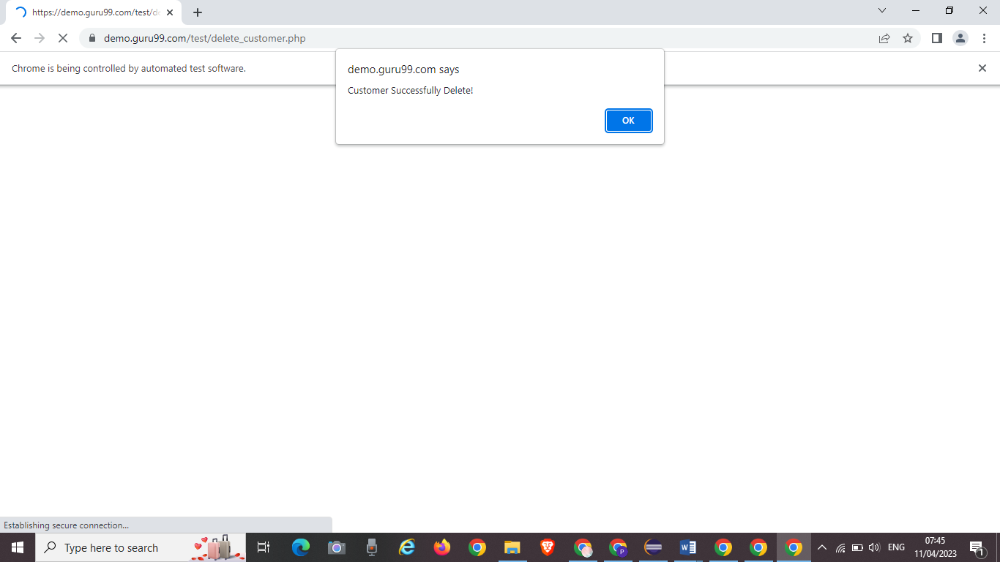 https://demo.guru99.com/test/de
demo.guru99.com/test/delete_customer.php
Chrome is being controlled by automated test software.
demo.guru99.com says
Customer Successfully Delete!
OK
Establishing secure connection...
Type here to search
P
W
ENG
07:45
11/04/2023
1